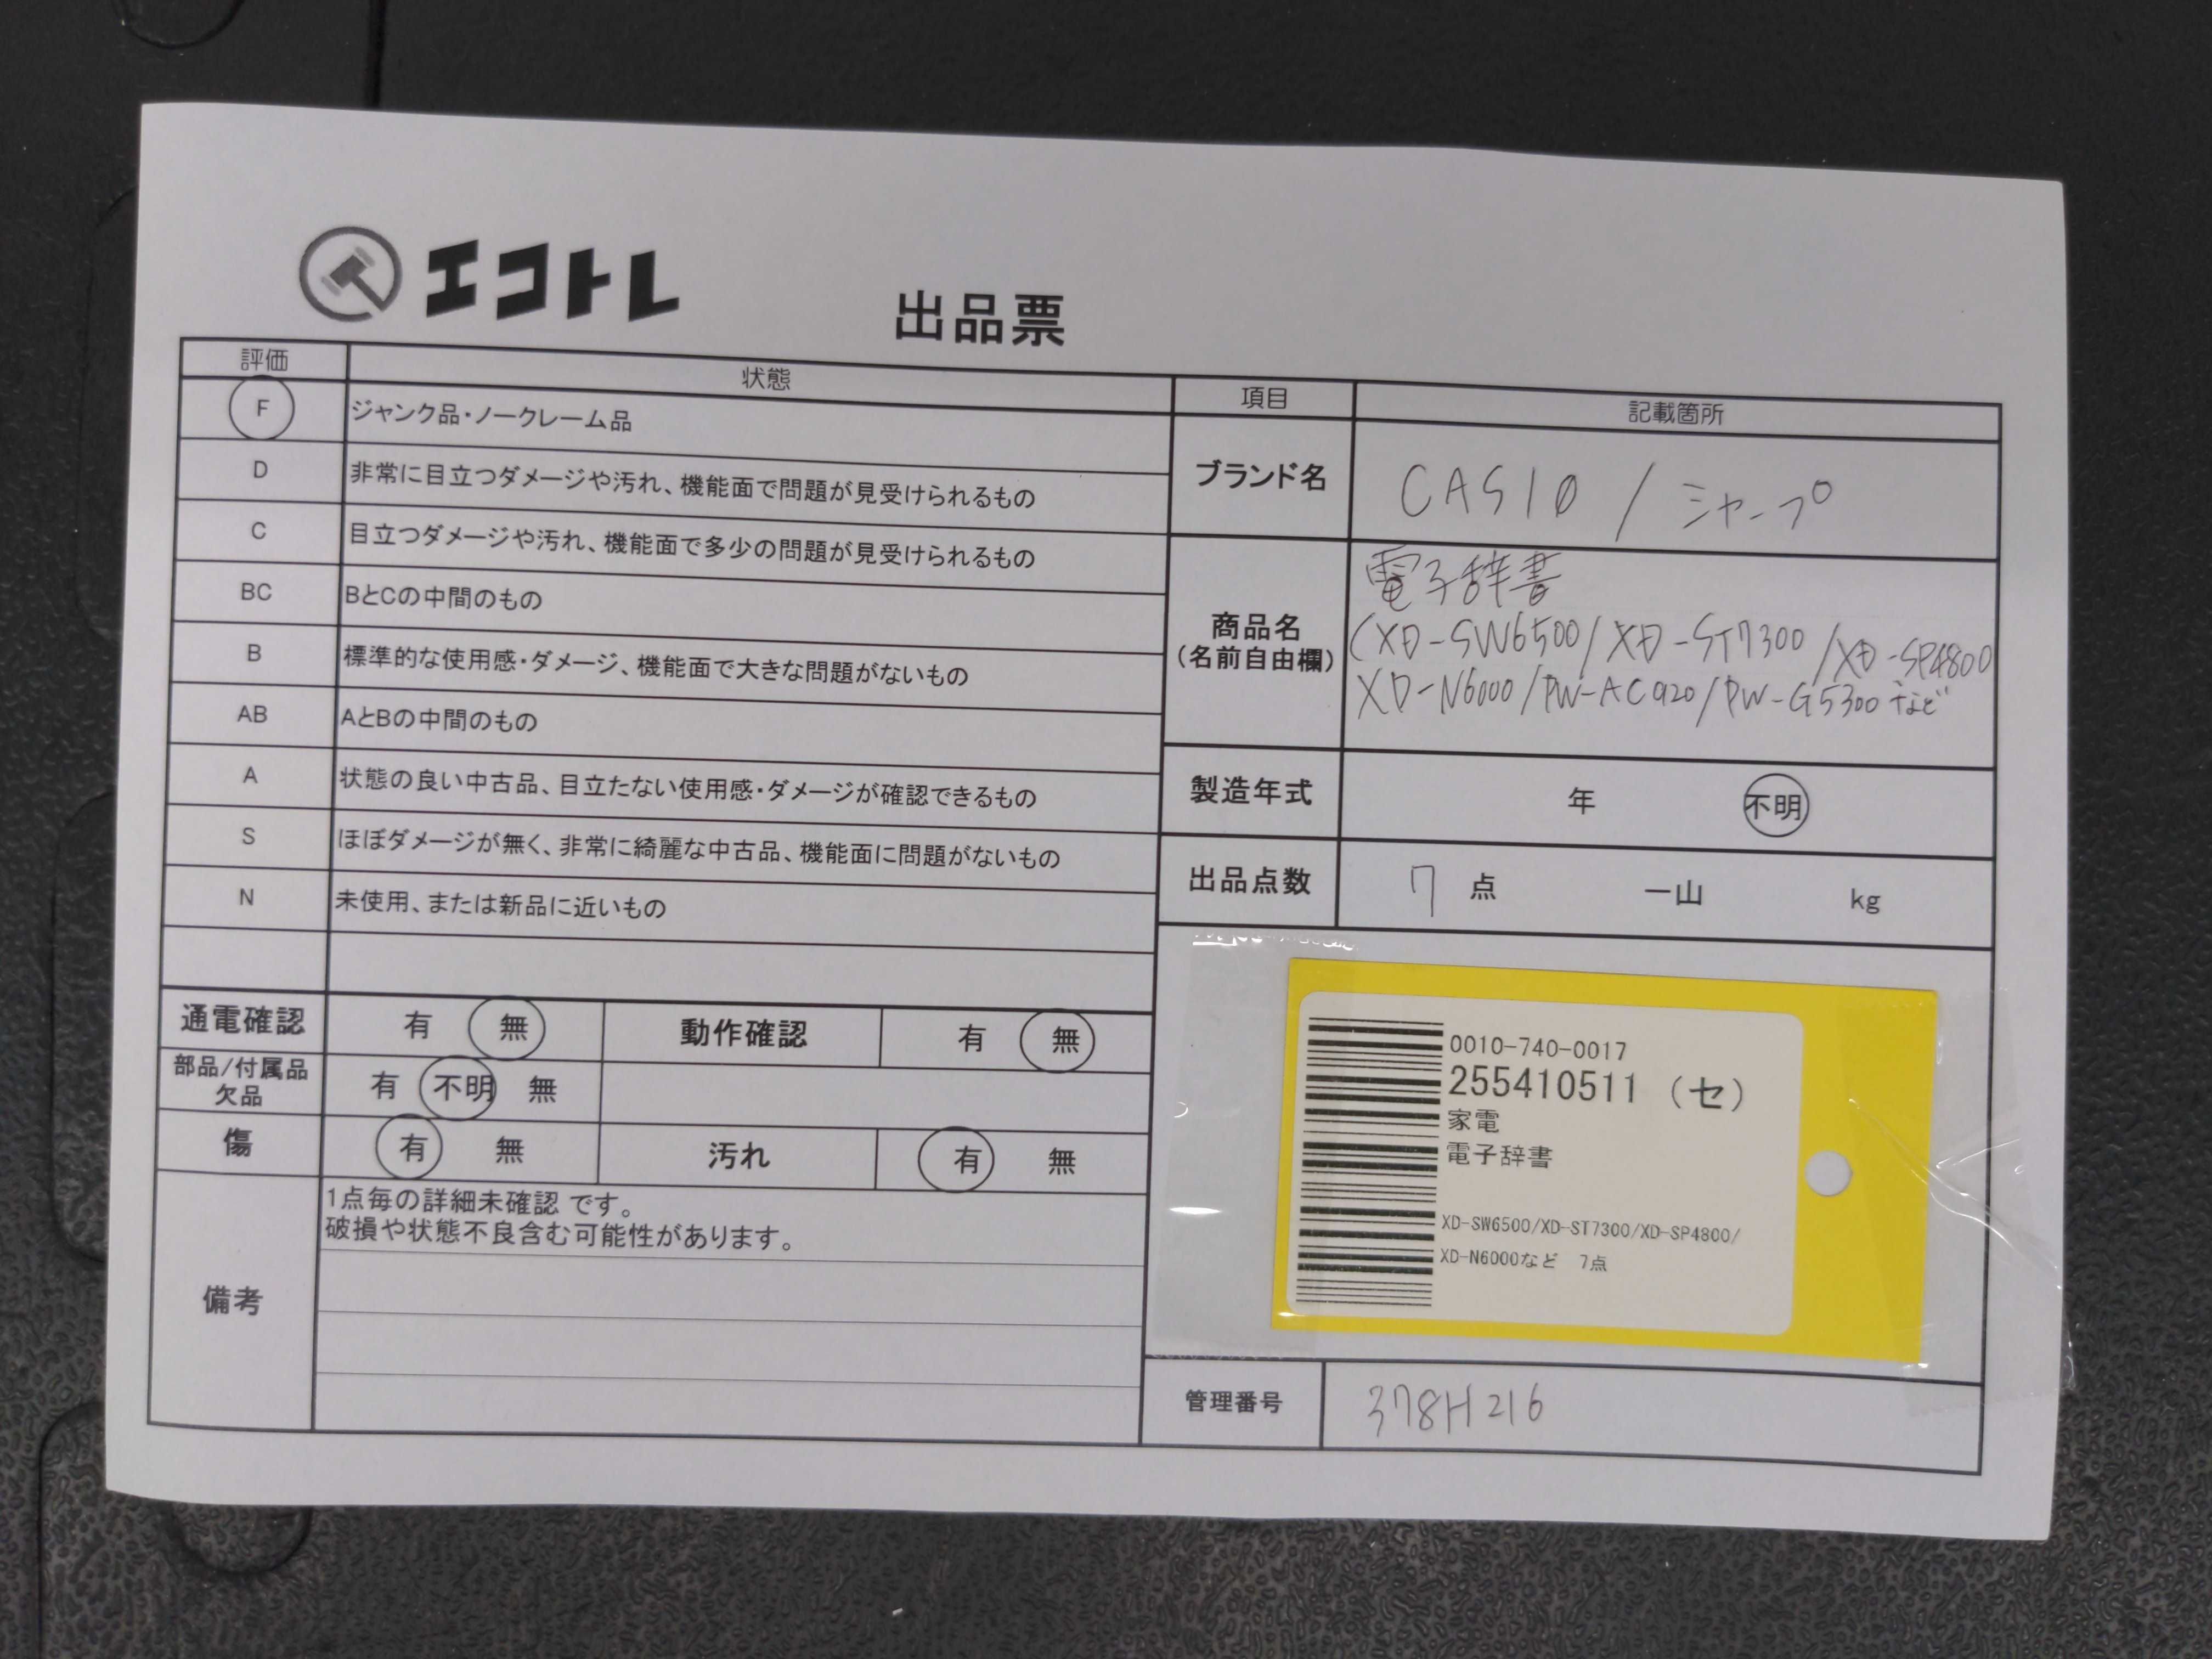 エコトレ
出品票
評価 状態
F ジャンク品・ノークレーム品
D 非常に目立つダメージや汚れ、機能面で問題が見受けられるもの
C 目立つダメージや汚れ、機能面で多少の問題が見受けられるもの
BC BとCの中間のもの
B 標準的な使用感・ダメージ、機能面で大きな問題がないもの
AB AとBの中間のもの
A 状態の良い中古品、目立たない使用感・ダメージが確認できるもの
S ほぼダメージが無く、非常に綺麗な中古品、機能面に問題がないもの
N 未使用、または新品に近いもの
通電確認 有 無 動作確認 有 無
部品/付属品
欠品 有 不明 無
傷 有 無 汚れ 有 無
備考
1点毎の詳細未確認 です。
破損や状態不良含む可能性があります。
項目 記載箇所
ブランド名 CASIO / シャープ
商品名
(名前自由欄)
電子辞書
(XD-SW6500/XD-ST7300/XD-SP4800
XD-N6000/PW-AC920/PW-G5300など
製造年式 年 不明
出品点数 7 点 一山 kg
0010-740-0017
255410511 (セ)
家電
電子辞書
XD-SW6500/XD-ST7300/XD-SP4800/
XD-N6000など 7点
管理番号 378H216